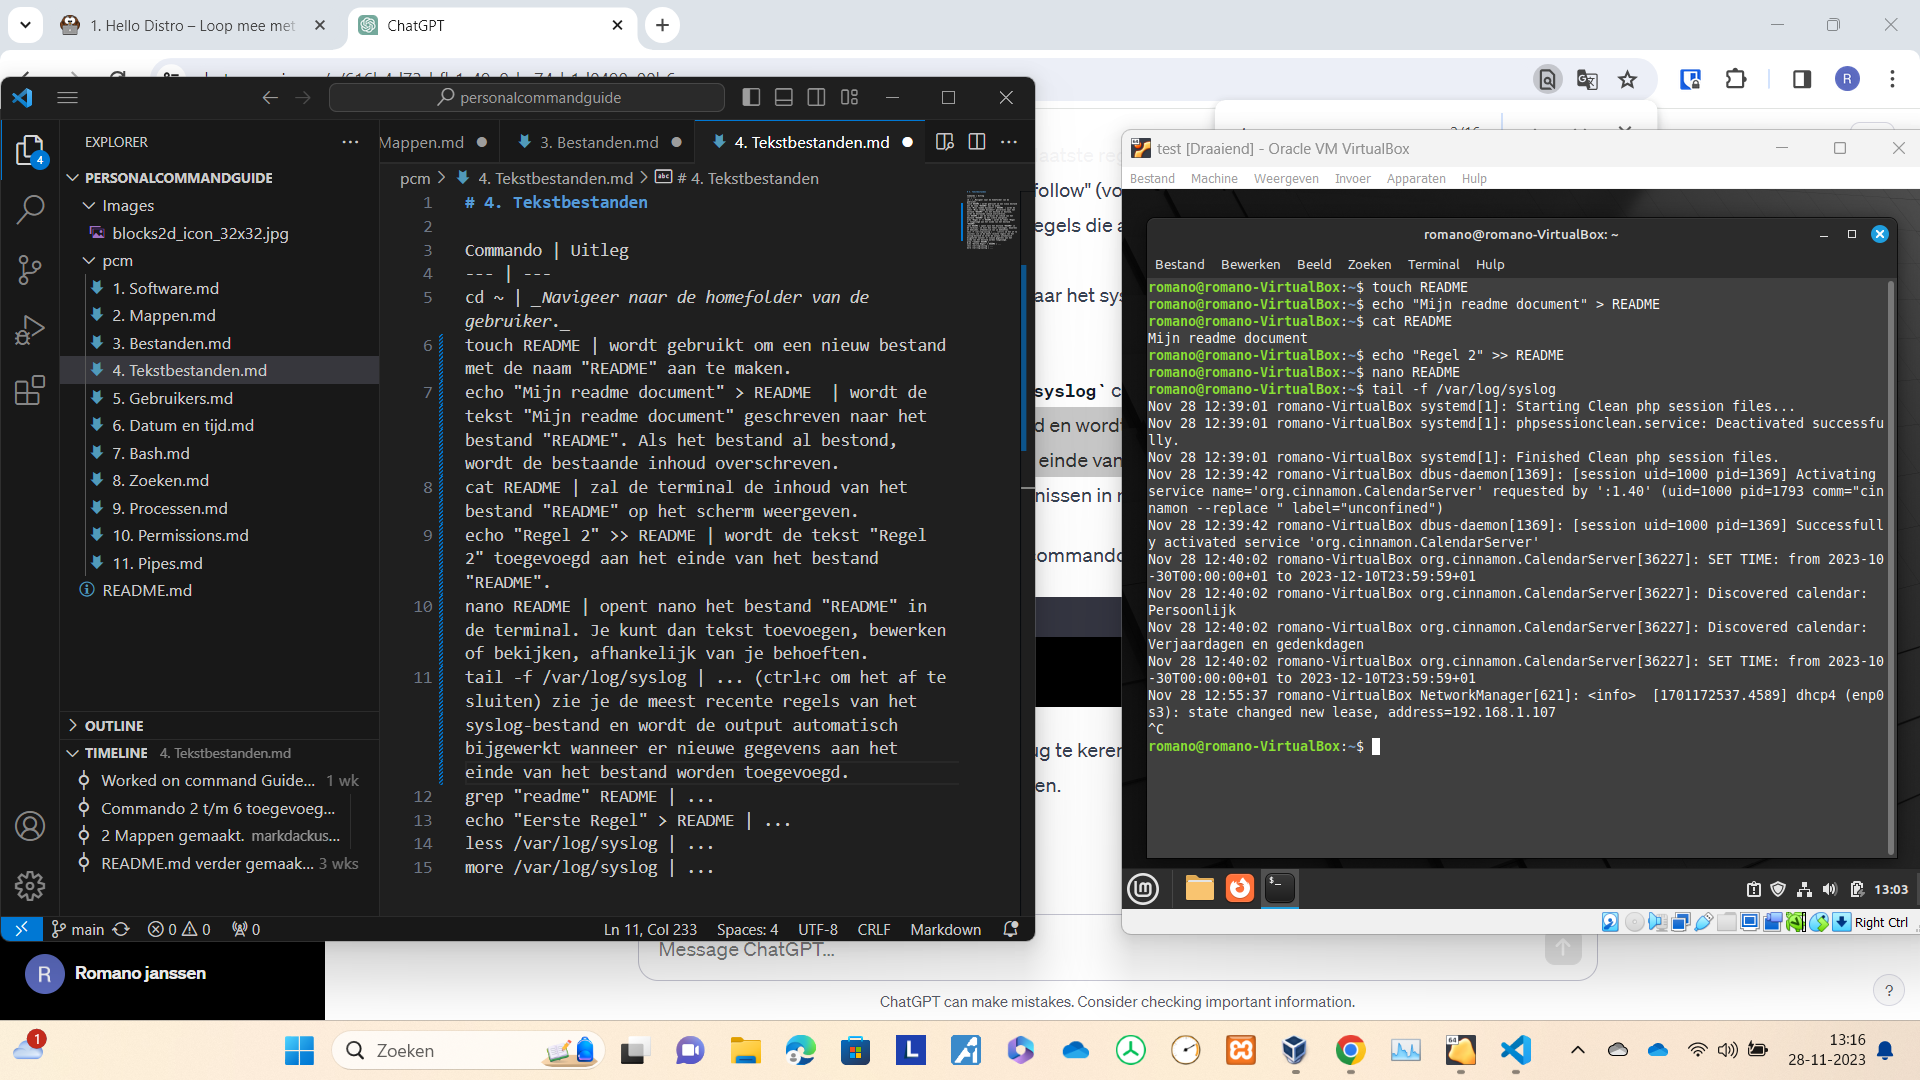 1. Hello Distro – Loop mee met
ChatGPT
R
personalcommandguide
4
EXPLORER
PERSONALCOMMANDGUIDE
Images
blocks2d_icon_32x32.jpg
pcm
1. Software.md
2. Mappen.md
3. Bestanden.md
4. Tekstbestanden.md
5. Gebruikers.md
6. Datum en tijd.md
7. Bash.md
8. Zoeken.md
9. Processen.md
10. Permissions.md
11. Pipes.md
README.md
OUTLINE
TIMELINE 4. Tekstbestanden.md
Worked on command Guide... 1 wk
Commando 2 t/m 6 toegevoeg...
2 Mappen gemaakt. markdackus...
README.md verder gemaak... 3 wks
Mappen.md
3. Bestanden.md
4. Tekstbestanden.md
pcm > 4. Tekstbestanden.md > # 4. Tekstbestanden
1 # 4. Tekstbestanden
2
3 Commando | Uitleg
4 --- | ---
5 cd ~ | _Navigeer naar de homefolder van de
gebruiker._
6 touch README | wordt gebruikt om een nieuw bestand
met de naam "README" aan te maken.
7 echo "Mijn readme document" > README  | wordt de
tekst "Mijn readme document" geschreven naar het
bestand "README". Als het bestand al bestond,
wordt de bestaande inhoud overschreven.
8 cat README | zal de terminal de inhoud van het
bestand "README" op het scherm weergeven.
9 echo "Regel 2" >> README | wordt de tekst "Regel
2" toegevoegd aan het einde van het bestand
"README".
10 nano README | opent nano het bestand "README" in
de terminal. Je kunt dan tekst toevoegen, bewerken
of bekijken, afhankelijk van je behoeften.
11 tail -f /var/log/syslog | ... (ctrl+c om het af te
sluiten) zie je de meest recente regels van het
syslog-bestand en wordt de output automatisch
bijgewerkt wanneer er nieuwe gegevens aan het
einde van het bestand worden toegevoegd.
12 grep "readme" README | ...
13 echo "Eerste Regel" > README | ...
14 less /var/log/syslog | ...
15 more /var/log/syslog | ...
main
0 0
0
Ln 11, Col 233
Spaces: 4
UTF-8
CRLF
Markdown
ollow" (vo
egels die a
aar het sys
syslog` c
d en wordt
einde van
nissen in r
commando
ug te keren
en.
test [Draaiend] - Oracle VM VirtualBox
Bestand Machine Weergeven Invoer Apparaten Hulp
romano@romano-VirtualBox: ~
Bestand Bewerken Beeld Zoeken Terminal Hulp
romano@romano-VirtualBox:~$ touch README
romano@romano-VirtualBox:~$ echo "Mijn readme document" > README
romano@romano-VirtualBox:~$ cat README
Mijn readme document
romano@romano-VirtualBox:~$ echo "Regel 2" >> README
romano@romano-VirtualBox:~$ nano README
romano@romano-VirtualBox:~$ tail -f /var/log/syslog
Nov 28 12:39:01 romano-VirtualBox systemd[1]: Starting Clean php session files...
Nov 28 12:39:01 romano-VirtualBox systemd[1]: phpsessionclean.service: Deactivated successfu
lly.
Nov 28 12:39:01 romano-VirtualBox systemd[1]: Finished Clean php session files.
Nov 28 12:39:42 romano-VirtualBox dbus-daemon[1369]: [session uid=1000 pid=1369] Activating
service name='org.cinnamon.CalendarServer' requested by ':1.40' (uid=1000 pid=1793 comm="cin
namon --replace " label="unconfined")
Nov 28 12:39:42 romano-VirtualBox dbus-daemon[1369]: [session uid=1000 pid=1369] Successfull
y activated service 'org.cinnamon.CalendarServer'
Nov 28 12:40:02 romano-VirtualBox org.cinnamon.CalendarServer[36227]: SET TIME: from 2023-10
-30T00:00:00+01 to 2023-12-10T23:59:59+01
Nov 28 12:40:02 romano-VirtualBox org.cinnamon.CalendarServer[36227]: Discovered calendar:
Persoonlijk
Nov 28 12:40:02 romano-VirtualBox org.cinnamon.CalendarServer[36227]: Discovered calendar:
Verjaardagen en gedenkdagen
Nov 28 12:40:02 romano-VirtualBox org.cinnamon.CalendarServer[36227]: SET TIME: from 2023-10
-30T00:00:00+01 to 2023-12-10T23:59:59+01
Nov 28 12:55:37 romano-VirtualBox NetworkManager[621]: <info>  [1701172537.4589] dhcp4 (enp0
s3): state changed new lease, address=192.168.1.107
^C
romano@romano-VirtualBox:~$
13:03
Right Ctrl
R
Romano janssen
Message ChatGPT...
ChatGPT can make mistakes. Consider checking important information.
?
1
Zoeken
L
64
13:16
28-11-2023